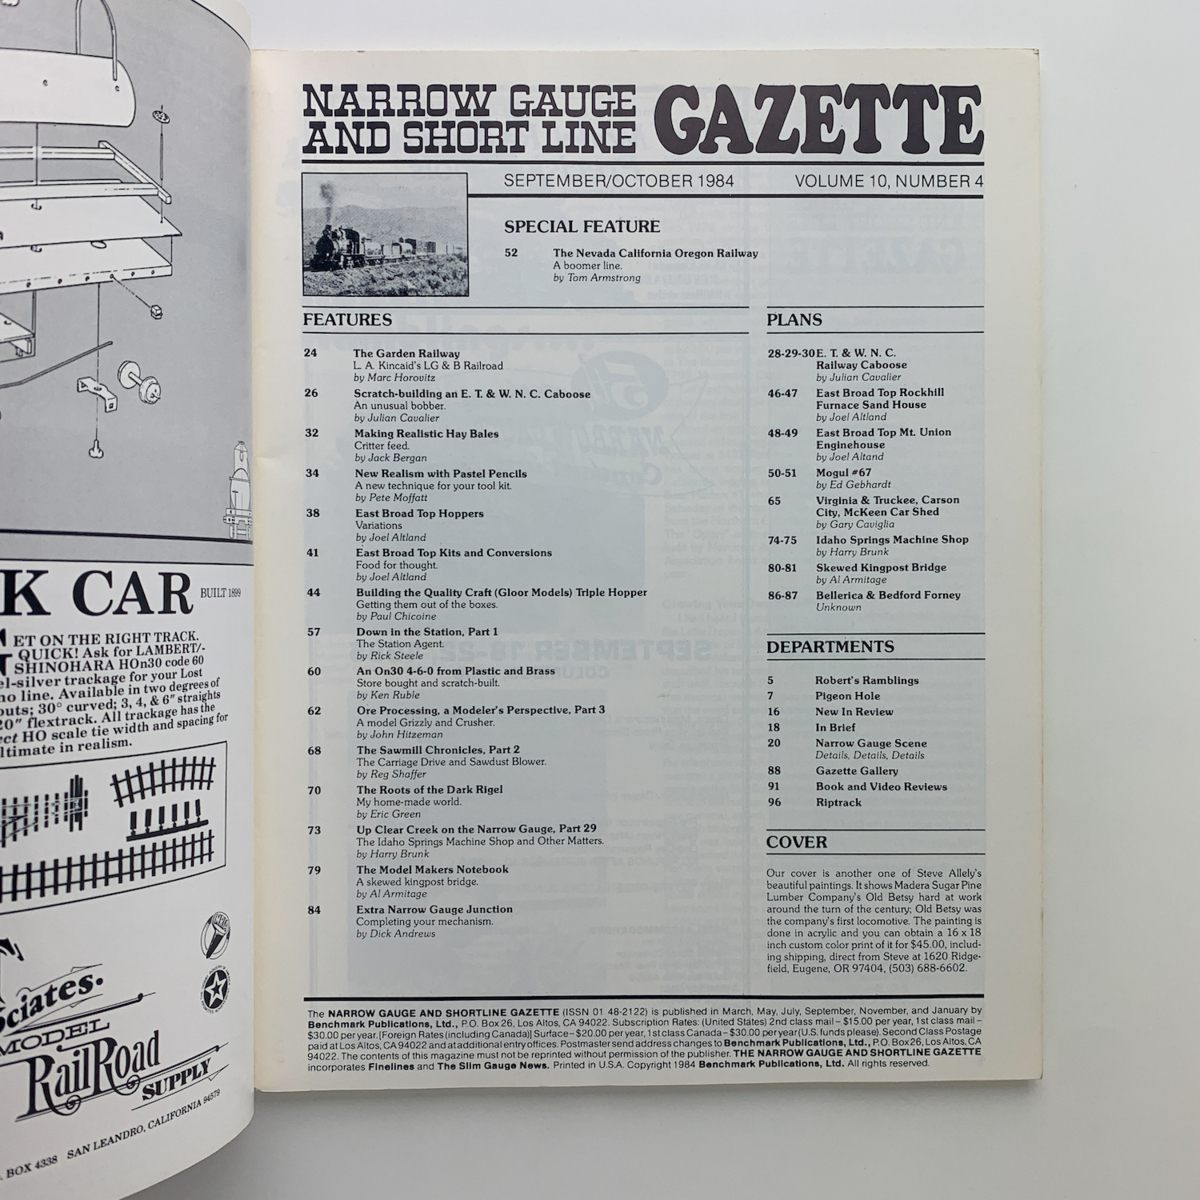 K CAR BUILT 1899
GET ON THE RIGHT TRACK.
QUICK! Ask for LAMBERT/-
SHINOHARA HOn30 code 60
el-silver trackage for your Lost
no line. Available in two degrees of
outs; 30° curved; 3, 4, & 6" straights
20" flextrack. All trackage has the
ect HO scale tie width and spacing for
ltimate in realism.
ciates.
MODEL
RailRoad
SUPPLY
. BOX 4338 SAN LEANDRO, CALIFORNIA 94579
NARROW GAUGE
AND SHORT LINE
GAZETTE
SEPTEMBER/OCTOBER 1984
VOLUME 10, NUMBER 4
SPECIAL FEATURE
52 The Nevada California Oregon Railway
A boomer line.
by Tom Armstrong
FEATURES
24 The Garden Railway
L. A. Kincaid's LG & B Railroad
by Marc Horovitz
26 Scratch-building an E. T. & W. N. C. Caboose
An unusual bobber.
by Julian Cavalier
32 Making Realistic Hay Bales
Critter feed.
by Jack Bergan
34 New Realism with Pastel Pencils
A new technique for your tool kit.
by Pete Moffatt
38 East Broad Top Hoppers
Variations
by Joel Altland
41 East Broad Top Kits and Conversions
Food for thought.
by Joel Altland
44 Building the Quality Craft (Gloor Models) Triple Hopper
Getting them out of the boxes.
by Paul Chicoine
57 Down in the Station, Part 1
The Station Agent.
by Rick Steele
60 An On30 4-6-0 from Plastic and Brass
Store bought and scratch-built.
by Ken Ruble
62 Ore Processing, a Modeler's Perspective, Part 3
A model Grizzly and Crusher.
by John Hitzeman
68 The Sawmill Chronicles, Part 2
The Carriage Drive and Sawdust Blower.
by Reg Shaffer
70 The Roots of the Dark Rigel
My home-made world.
by Eric Green
73 Up Clear Creek on the Narrow Gauge, Part 29
The Idaho Springs Machine Shop and Other Matters.
by Harry Brunk
79 The Model Makers Notebook
A skewed kingpost bridge.
by Al Armitage
84 Extra Narrow Gauge Junction
Completing your mechanism.
by Dick Andrews
PLANS
28-29-30 E. T. & W. N. C.
Railway Caboose
by Julian Cavalier
46-47 East Broad Top Rockhill
Furnace Sand House
by Joel Altland
48-49 East Broad Top Mt. Union
Enginehouse
by Joel Altand
50-51 Mogul #67
by Ed Gebhardt
65 Virginia & Truckee, Carson
City, McKeen Car Shed
by Gary Caviglia
74-75 Idaho Springs Machine Shop
by Harry Brunk
80-81 Skewed Kingpost Bridge
by Al Armitage
86-87 Bellerica & Bedford Forney
Unknown
DEPARTMENTS
5 Robert's Ramblings
7 Pigeon Hole
16 New In Review
18 In Brief
20 Narrow Gauge Scene
Details, Details, Details
88 Gazette Gallery
91 Book and Video Reviews
96 Riptrack
COVER
Our cover is another one of Steve Allely's
beautiful paintings. It shows Madera Sugar Pine
Lumber Company's Old Betsy hard at work
around the turn of the century; Old Betsy was
the company's first locomotive. The painting is
done in acrylic and you can obtain a 16 x 18
inch custom color print of it for $45.00, includ-
ing shipping, direct from Steve at 1620 Ridge-
field, Eugene, OR 97404, (503) 688-6602.
The NARROW GAUGE AND SHORTLINE GAZETTE (ISSN 01 48-2122) is published in March, May, July, September, November, and January by
Benchmark Publications, Ltd., P.O. Box 26, Los Altos, CA 94022. Subscription Rates: (United States) 2nd class mail – $15.00 per year, 1st class mail –
$30.00 per year. [Foreign Rates (including Canada)] Surface – $20.00 per year, 1st class Canada – $30.00 per year (U.S. funds please). Second Class Postage
paid at Los Altos, CA 94022 and at additional entry offices. Postmaster send address changes to Benchmark Publications, Ltd., P.O. Box 26, Los Altos, CA
94022. The contents of this magazine must not be reprinted without permission of the publisher. THE NARROW GAUGE AND SHORTLINE GAZETTE
incorporates Finelines and The Slim Gauge News. Printed in U.S.A. Copyright 1984 Benchmark Publications, Ltd. All rights reserved.